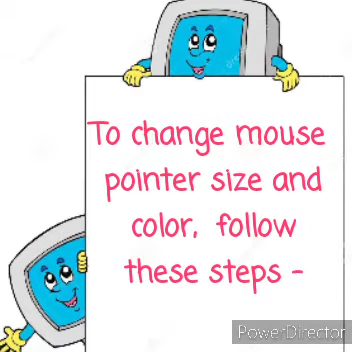 To change mouse
pointer size and
color, follow
these steps -
PowerDirector